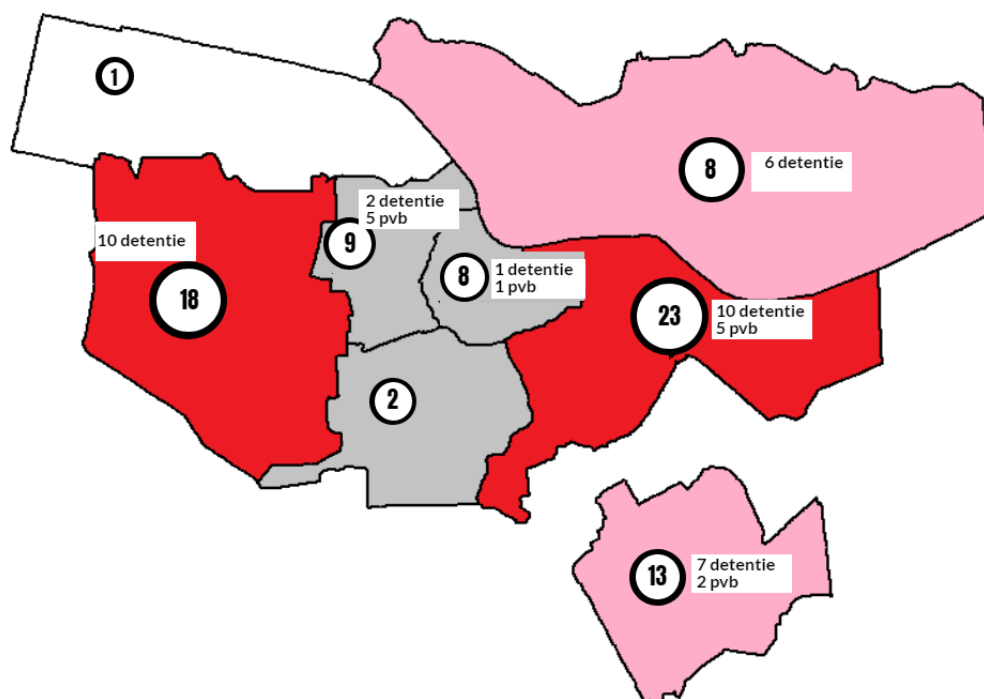 1
8
6 detentie
2 detentie
5 pvb
9
10 detentie
8
1 detentie
1 pvb
18
23
10 detentie
5 pvb
2
13
7 detentie
2 pvb